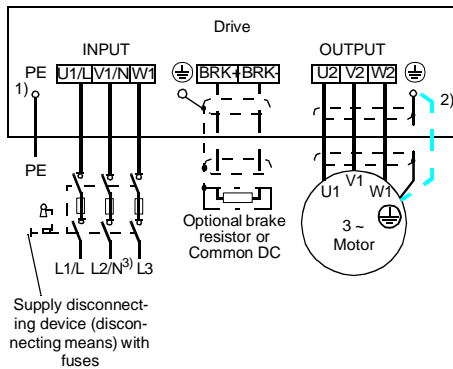 Drive
INPUT
OUTPUT
PE
1)
U1/L V1/N W1
BRK+ BRK-
U2 V2 W2
2)
PE
U1
V1
W1
3 ~
Motor
Optional brake
resistor or
Common DC
L1/L L2/N 3) L3
Supply disconnect-
ing device (discon-
necting means) with
fuses